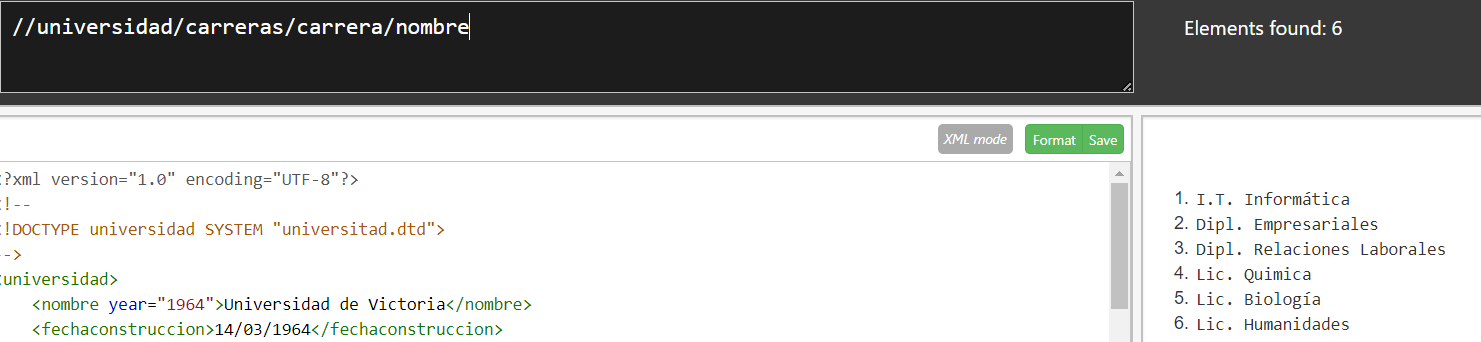 //universidad/carreras/carrera/nombre
Elements found: 6
XML mode
Format
Save
?xml version="1.0" encoding="UTF-8"?>
!--
!DOCTYPE universidad SYSTEM "universitad.dtd">
-->
universidad>
<nombre year="1964">Universidad de Victoria</nombre>
<fechaconstruccion>14/03/1964</fechaconstruccion>
1. I.T. Informática
2. Dipl. Empresariales
3. Dipl. Relaciones Laborales
4. Lic. Quimica
5. Lic. Biología
6. Lic. Humanidades